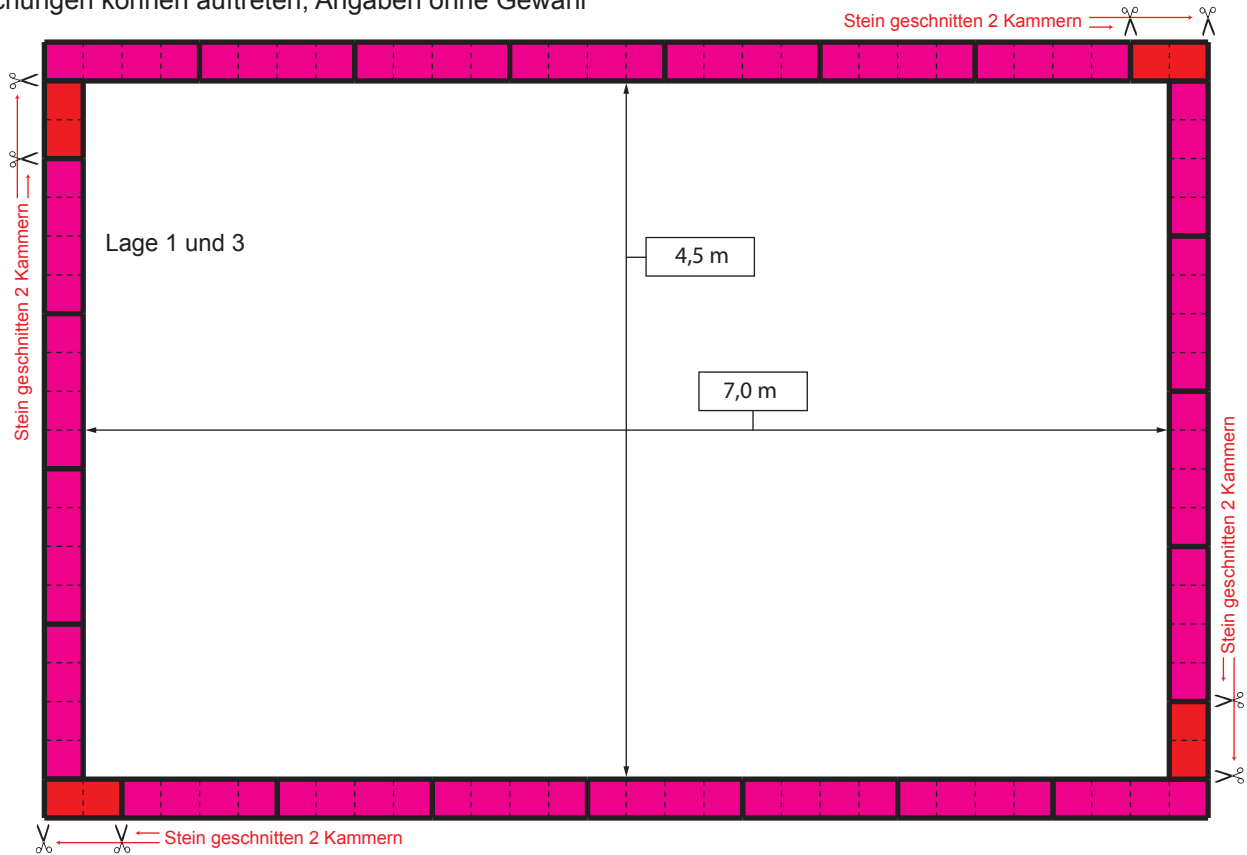 chungen können auftreten, Angaben ohne Gewähr
Stein geschnitten 2 Kammern
Stein geschnitten 2 Kammern
Lage 1 und 3
4,5 m
7,0 m
Stein geschnitten 2 Kammern
Stein geschnitten 2 Kammern